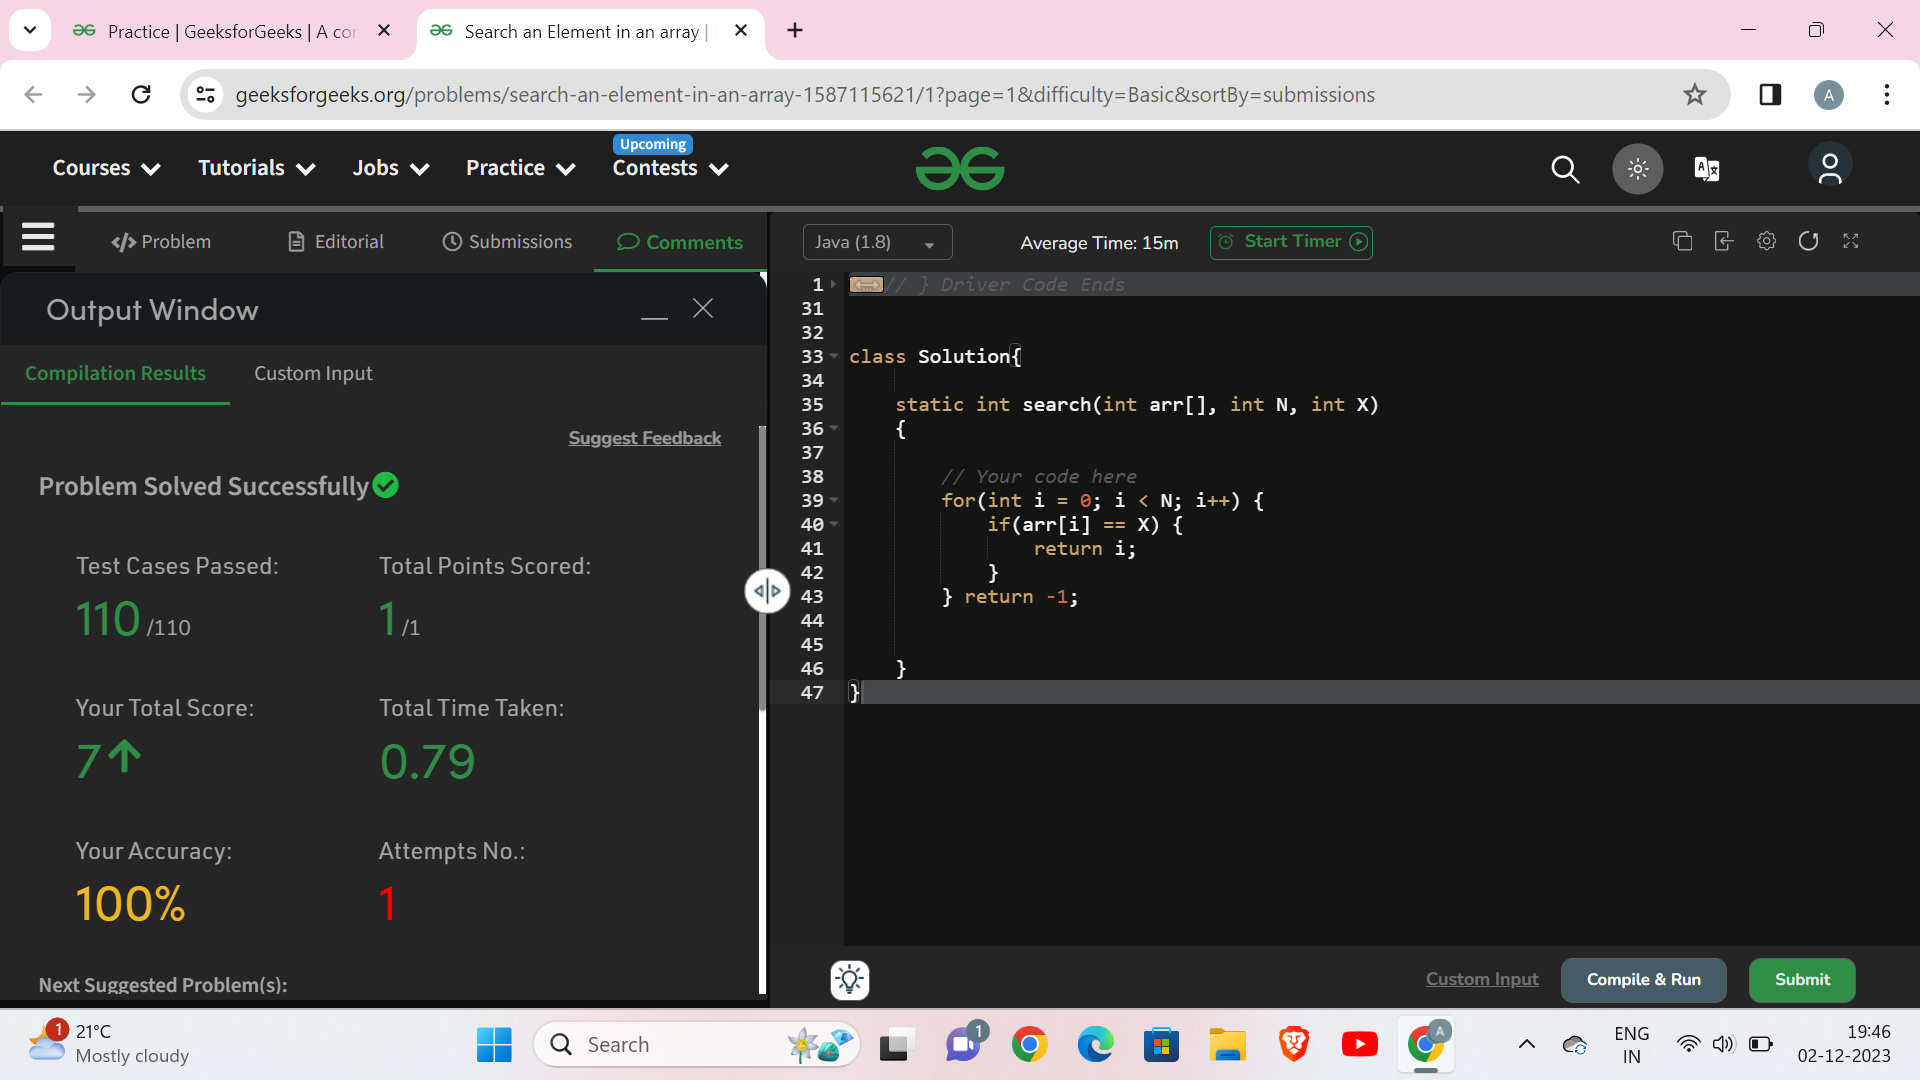 Practice | GeeksforGeeks | A cor
Search an Element in an array |
geeksforgeeks.org/problems/search-an-element-in-an-array-1587115621/1?page=1&difficulty=Basic&sortBy=submissions
A
Courses
Tutorials
Jobs
Practice
Upcoming
Contests
Problem
Editorial
Submissions
Comments
Java (1.8)
Average Time: 15m
Start Timer
Output Window
Compilation Results
Custom Input
Suggest Feedback
Problem Solved Successfully
Test Cases Passed:
110 /110
Total Points Scored:
1 /1
Your Total Score:
7
Total Time Taken:
0.79
Your Accuracy:
100%
Attempts No.:
1
Next Suggested Problem(s):
1 // } Driver Code Ends
31
32
33 class Solution{
34
35 static int search(int arr[], int N, int X)
36 {
37
38 // Your code here
39 for(int i = 0; i < N; i++) {
40 if(arr[i] == X) {
41 return i;
42 }
43 } return -1;
44
45
46 }
47 }
Custom Input
Compile & Run
Submit
1
21°C
Mostly cloudy
Search
1
A
ENG
IN
19:46
02-12-2023